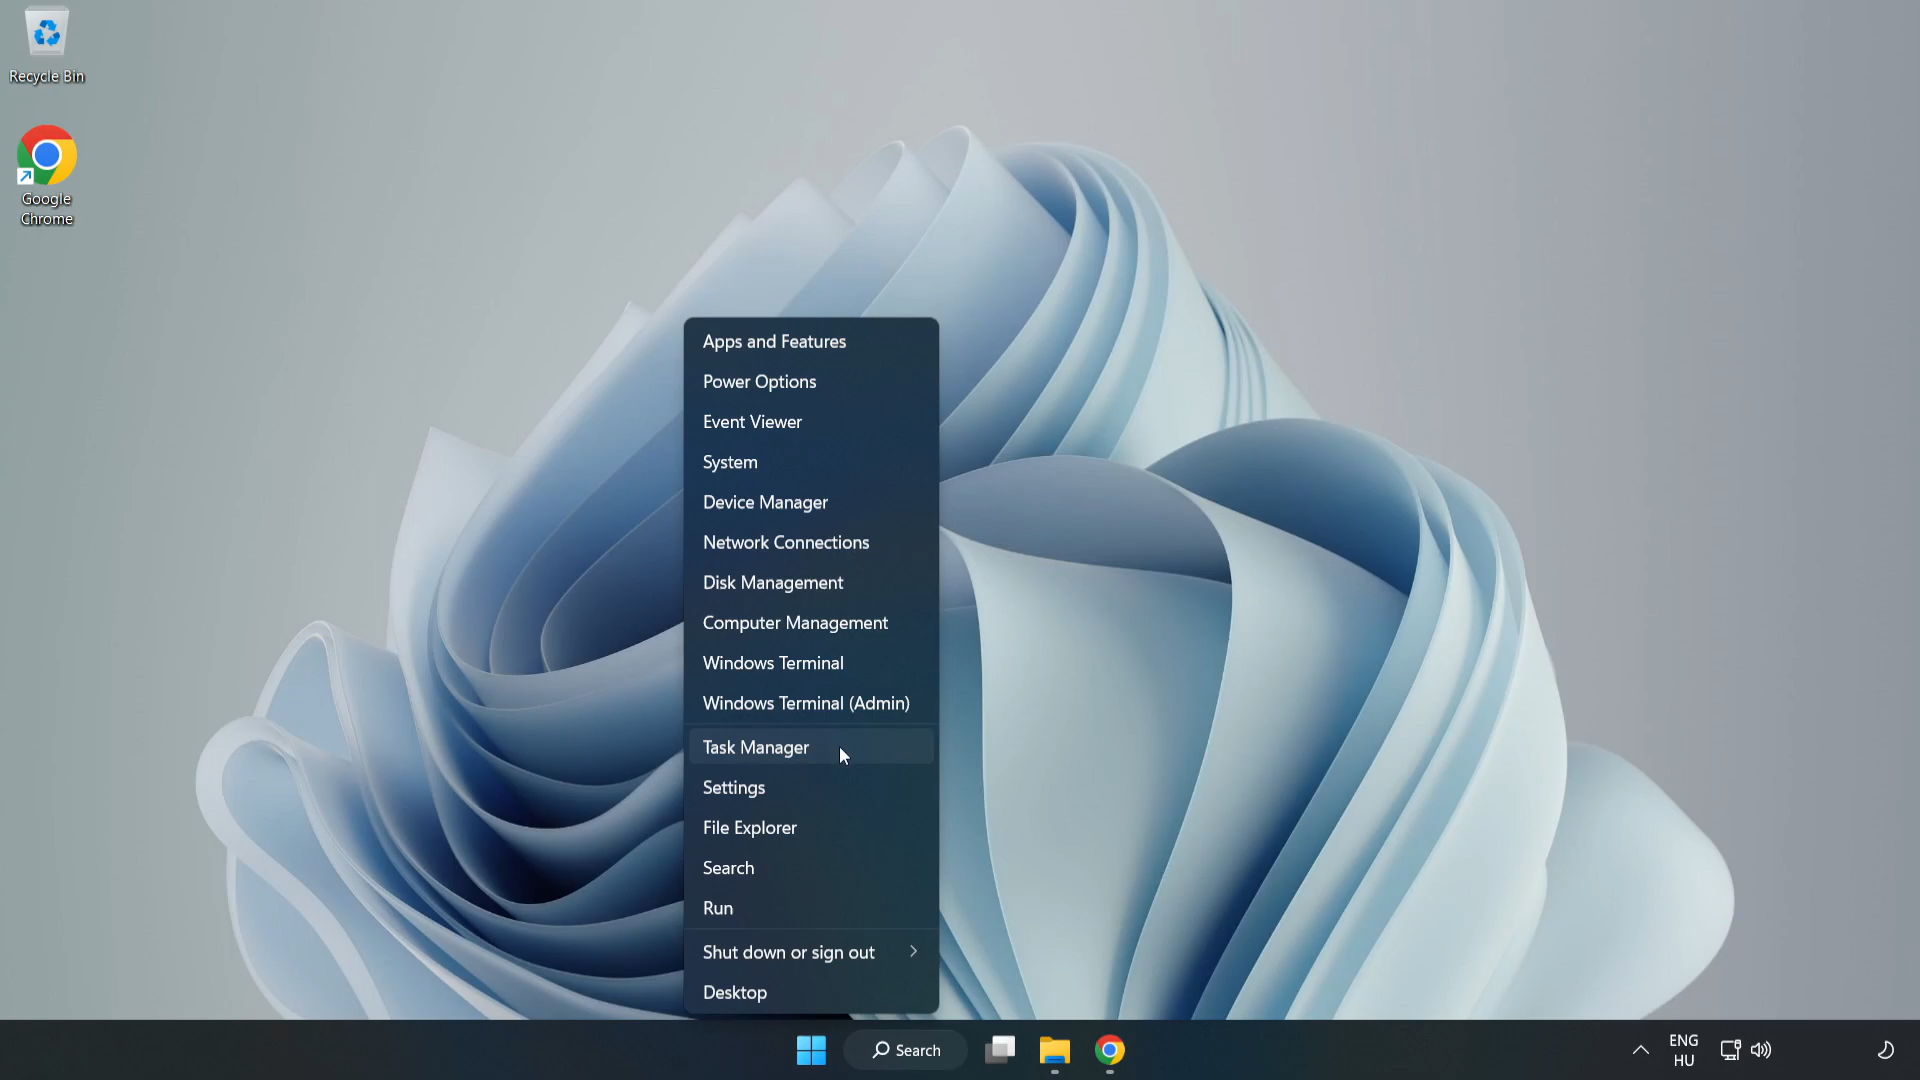 Recycle Bin
Google
Chrome
Apps and Features
Power Options
Event Viewer
System
Device Manager
Network Connections
Disk Management
Computer Management
Windows Terminal
Windows Terminal (Admin)
Task Manager
Settings
File Explorer
Search
Run
Shut down or sign out
Desktop
Search
ENG
HU